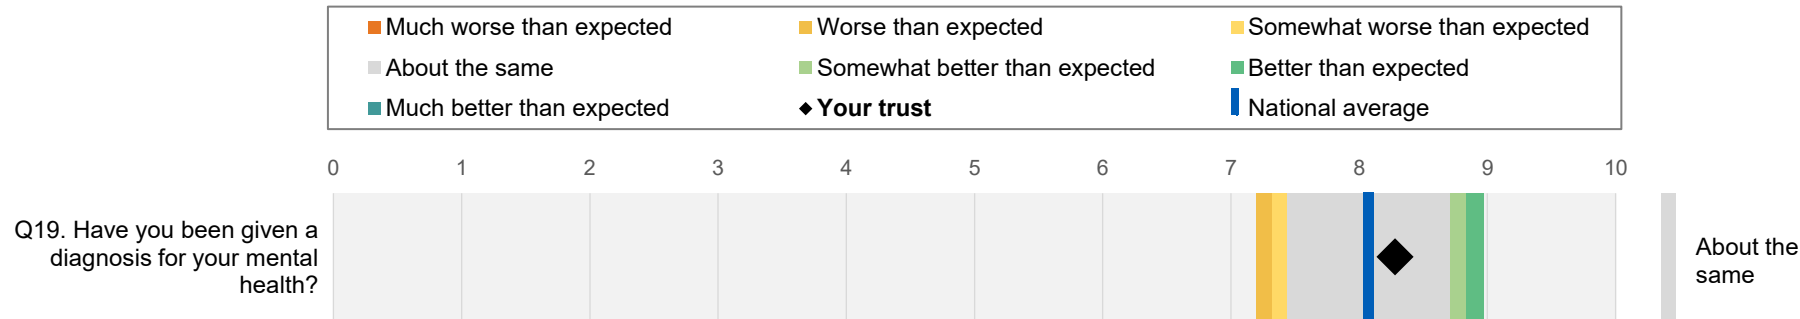 Much worse than expected
Worse than expected
Somewhat worse than expected
About the same
Somewhat better than expected
Better than expected
Much better than expected
Your trust
National average
0 1 2 3 4 5 6 7 8 9 10
Q19. Have you been given a
diagnosis for your mental
health?
About the
same